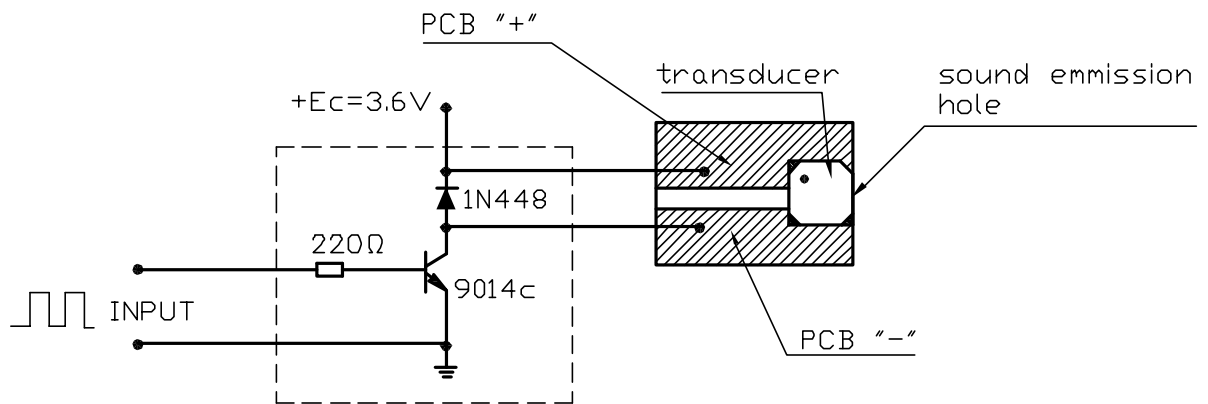 PCB "+"
transducer
sound emmission
hole
+Ec=3.6V
1N448
220Ω
9014c
INPUT
PCB "-"